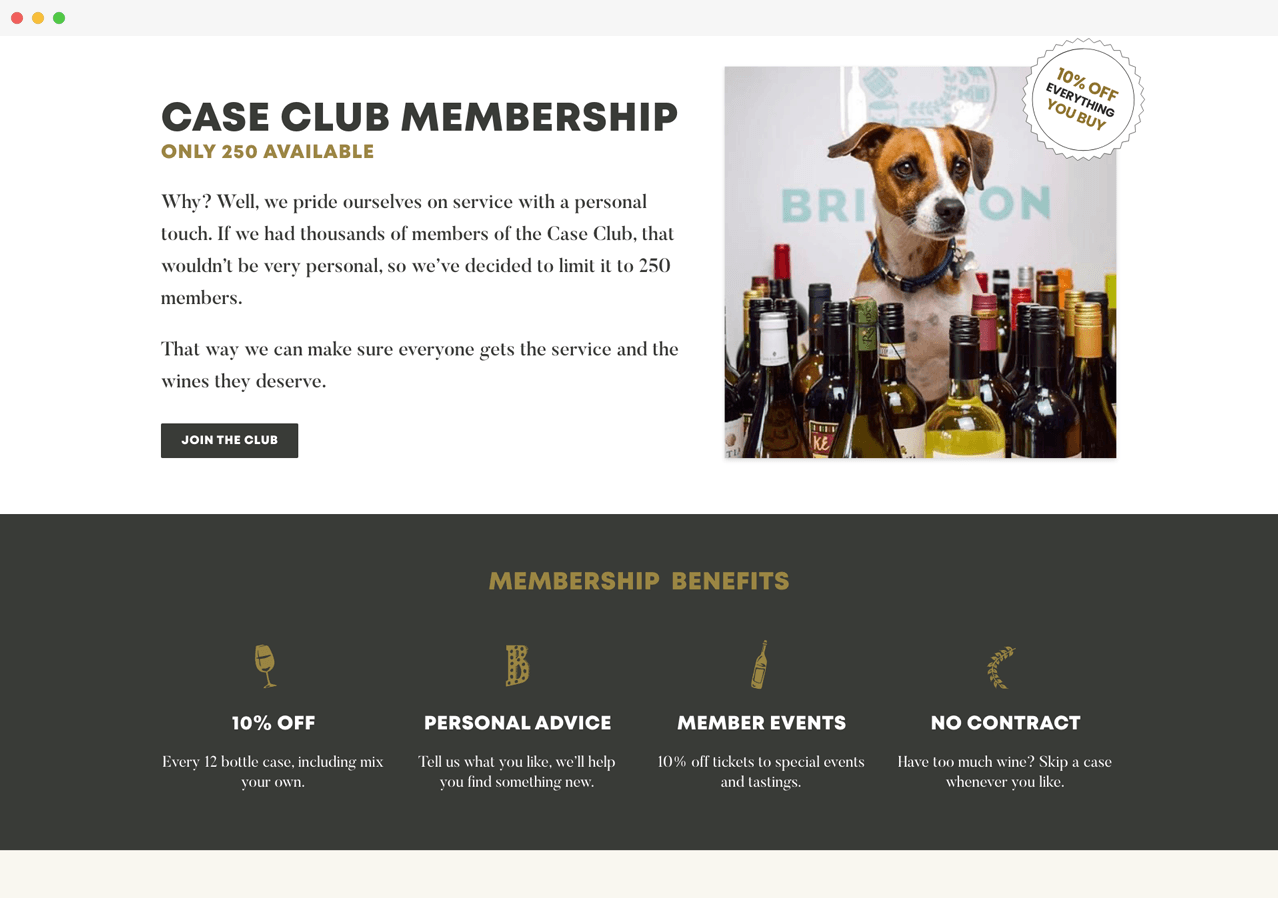 CASE CLUB MEMBERSHIP
ONLY 250 AVAILABLE
Why? Well, we pride ourselves on service with a personal
touch. If we had thousands of members of the Case Club, that
wouldn't be very personal, so we've decided to limit it to 250
members.
That way we can make sure everyone gets the service and the
wines they deserve.
JOIN THE CLUB
10% OFF
EVERYTHING
YOU BUY
BRI
ON
MEMBERSHIP BENEFITS
10% OFF
Every 12 bottle case, including mix
your own.
PERSONAL ADVICE
Tell us what you like, we'll help
you find something new.
MEMBER EVENTS
10% off tickets to special events
and tastings.
NO CONTRACT
Have too much wine? Skip a case
whenever you like.